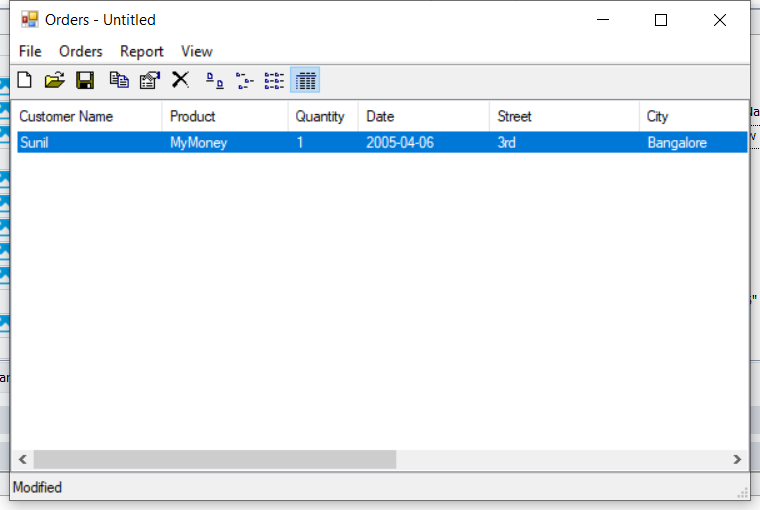 Orders - Untitled
File Orders Report View
Customer Name Product Quantity Date Street City
Sunil MyMoney 1 2005-04-06 3rd Bangalore
Modified